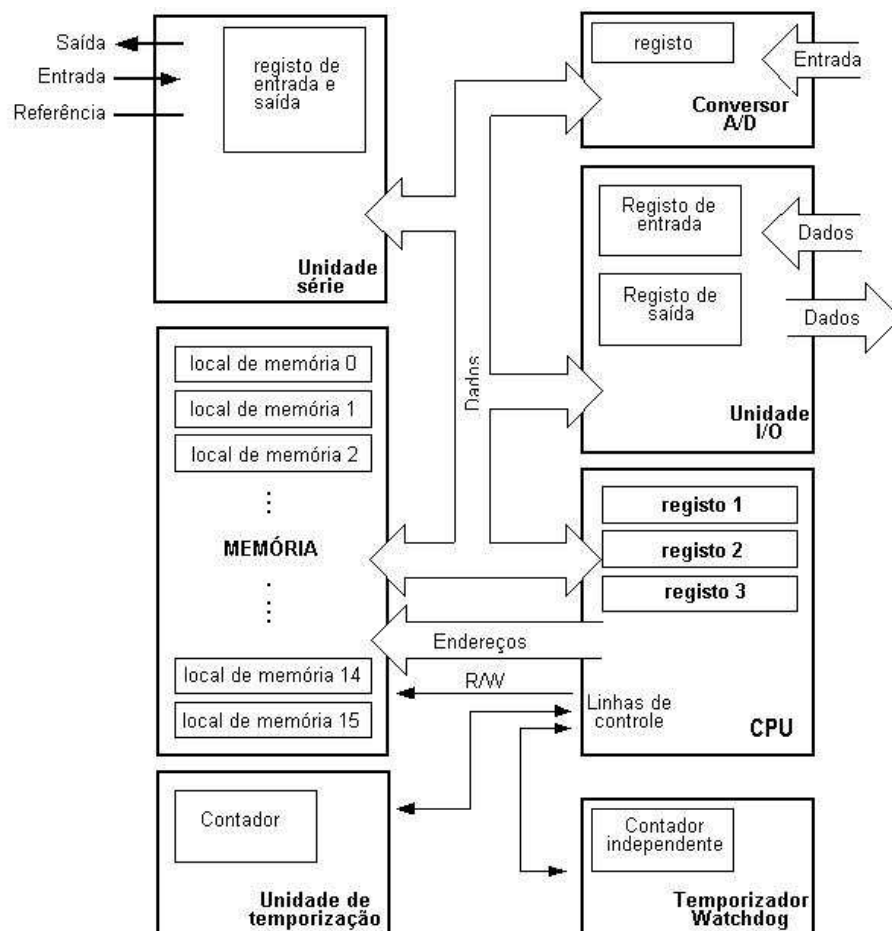 Saída
Entrada
Referência
registo de
entrada e
saída
Unidade
série
registo
Entrada
Conversor
A/D
Registo de
entrada
Dados
Registo de
saída
Dados
Unidade
I/O
Dados
local de memória 0
local de memória 1
local de memória 2
MEMÓRIA
local de memória 14
local de memória 15
registo 1
registo 2
registo 3
Endereços
R/W
Linhas de
controle
CPU
Contador
Unidade de
temporização
Contador
independente
Temporizador
Watchdog